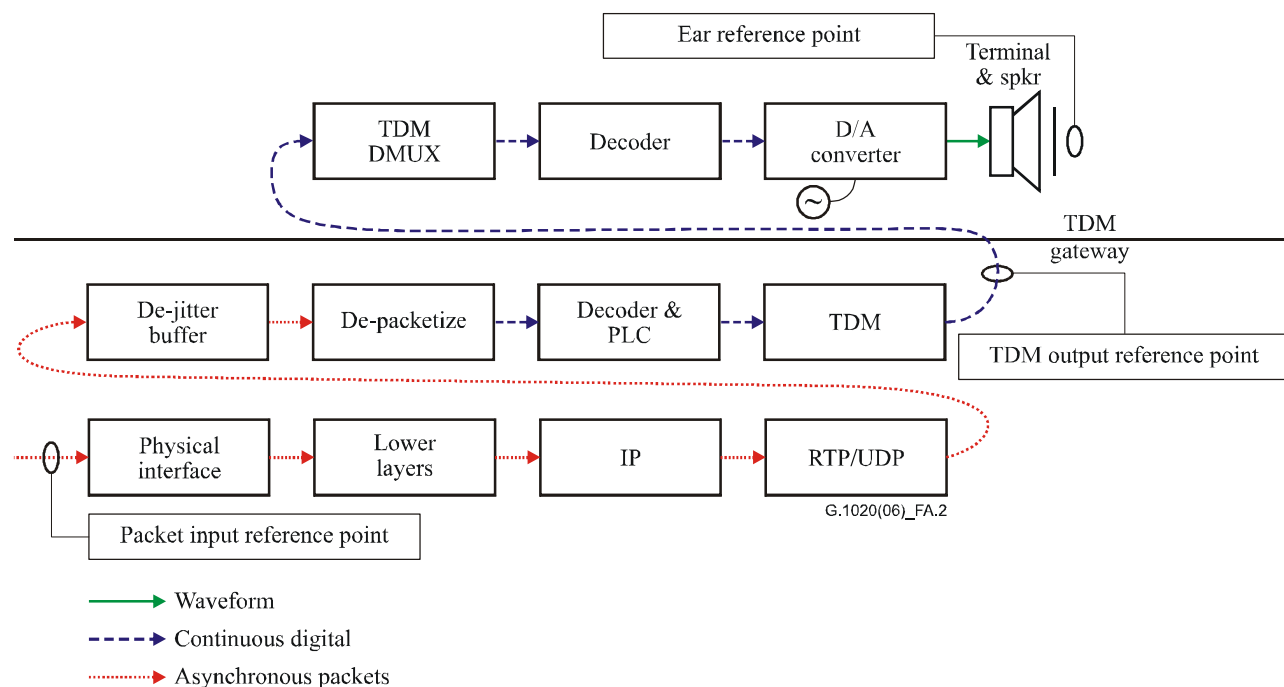 Ear reference point
Terminal
& spkr
TDM
DMUX
Decoder
D/A
converter
~
TDM
gateway
De-jitter
buffer
De-packetize
Decoder &
PLC
TDM
TDM output reference point
Physical
interface
Lower
layers
IP
RTP/UDP
G.1020(06)_FA.2
Packet input reference point
Waveform
Continuous digital
Asynchronous packets